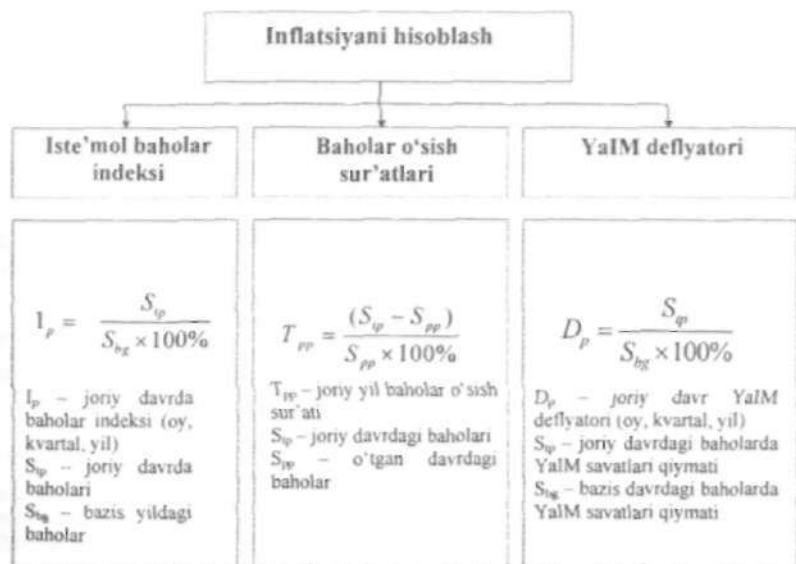 Inflatsiyani hisoblash
Iste'mol baholar
indeksi
Baholar o'sish
sur'atlari
YaIM deflyatori
I_p = S_ip / (S_bg × 100%)
I_p – joriy davrda
baholar indeksi (oy,
kvartal, yil)
S_ip – joriy davrda
baholari
S_bg – bazis yildagi
baholar
T_pp = (S_ip − S_pp) / (S_pp × 100%)
T_pp – joriy yil baholar o'sish
sur'ati
S_ip – joriy davrdagi baholari
S_pp – o'tgan davrdagi
baholar
D_p = S_ip / (S_bg × 100%)
D_p – joriy davr YaIM
deflyatori (oy, kvartal, yil)
S_ip – joriy davrdagi baholarda
YaIM savatlari qiymati
S_bg – bazis davrdagi baholarda
YaIM savatlari qiymati